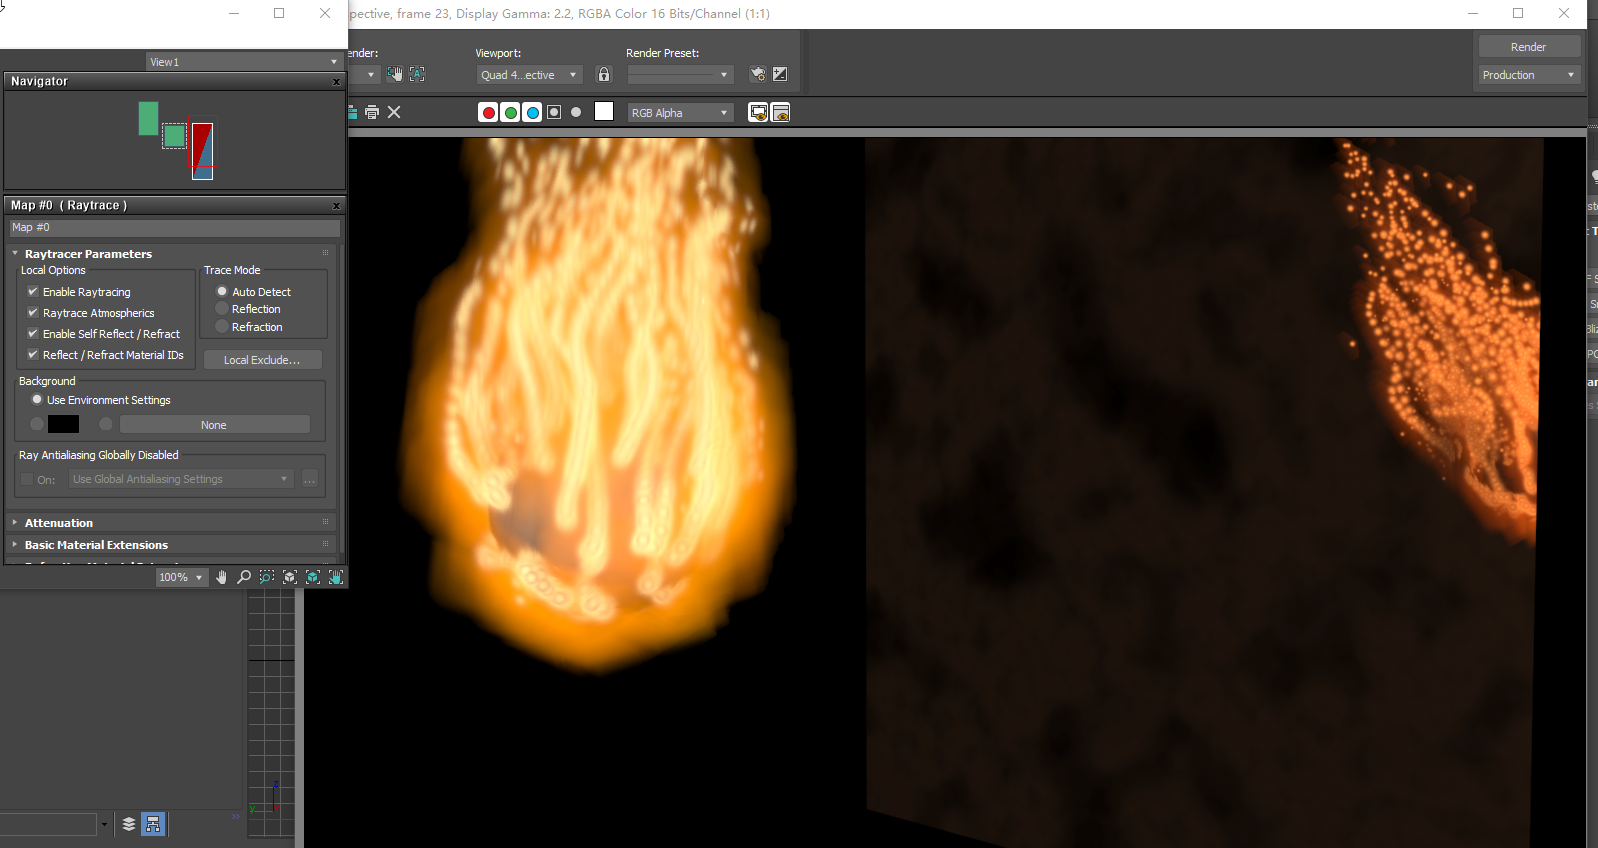 spective, frame 23, Display Gamma: 2.2, RGBA Color 16 Bits/Channel (1:1)
View1
ender:
Viewport:
Render Preset:
Render
Quad 4...ective
Production
Navigator
RGB Alpha
Map #0 ( Raytrace )
Map #0
Raytracer Parameters
Local Options
Trace Mode
Enable Raytracing
Auto Detect
Raytrace Atmospherics
Reflection
Enable Self Reflect / Refract
Refraction
Reflect / Refract Material IDs
Local Exclude...
Background
Use Environment Settings
None
Ray Antialiasing Globally Disabled
On:
Use Global Antialiasing Settings
...
Attenuation
Basic Material Extensions
100%
z
y